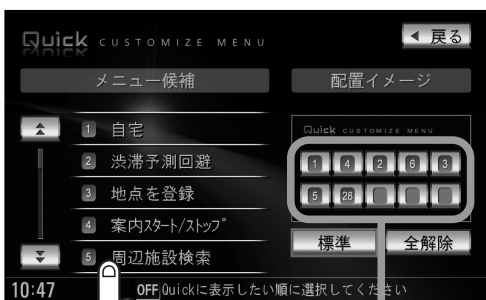 Quick CUSTOMIZE MENU
戻る
メニュー候補
配置イメージ
1 自宅
2 渋滞予測回避
3 地点を登録
4 案内スタート/ストップ
5 周辺施設検索
Quick CUSTOMIZE MENU
1 4 2 6 3
5 28
標準 全解除
10:47
OFF Quickに表示したい順に選択してください